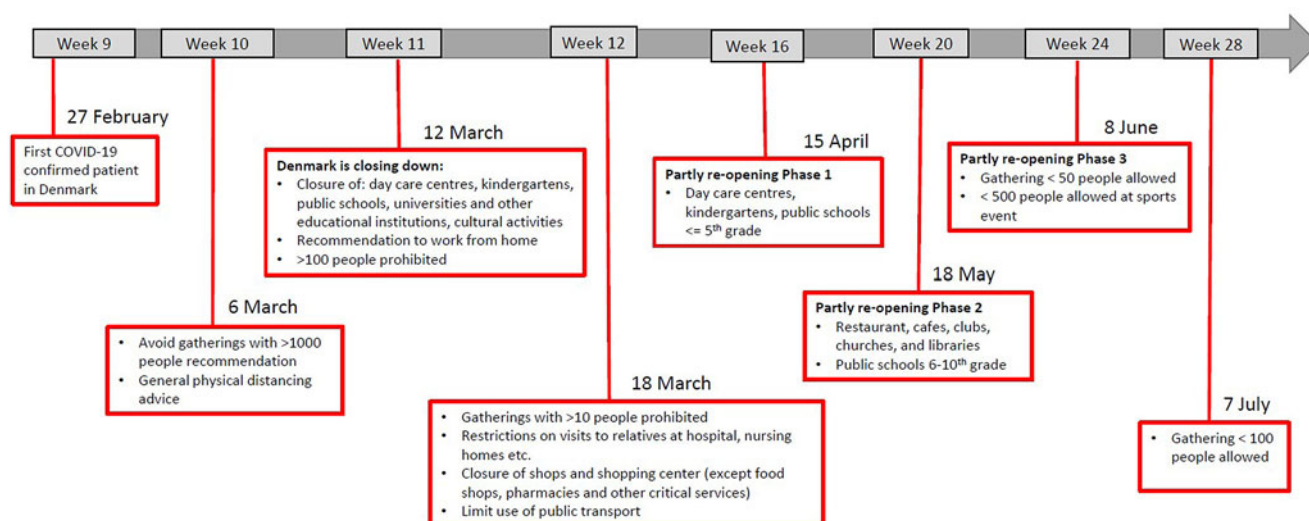 Week 9
Week 10
Week 11
Week 12
Week 16
Week 20
Week 24
Week 28
27 February
First COVID-19
confirmed patient
in Denmark
6 March
• Avoid gatherings with >1000
people recommendation
• General physical distancing
advice
12 March
Denmark is closing down:
• Closure of: day care centres, kindergartens,
public schools, universities and other
educational institutions, cultural activities
• Recommendation to work from home
• >100 people prohibited
18 March
• Gatherings with >10 people prohibited
• Restrictions on visits to relatives at hospital, nursing
homes etc.
• Closure of shops and shopping center (except food
shops, pharmacies and other critical services)
• Limit use of public transport
15 April
Partly re-opening Phase 1
• Day care centres,
kindergartens, public schools
<= 5th grade
18 May
Partly re-opening Phase 2
• Restaurant, cafes, clubs,
churches, and libraries
• Public schools 6-10th grade
8 June
Partly re-opening Phase 3
• Gathering < 50 people allowed
• < 500 people allowed at sports
event
7 July
• Gathering < 100
people allowed